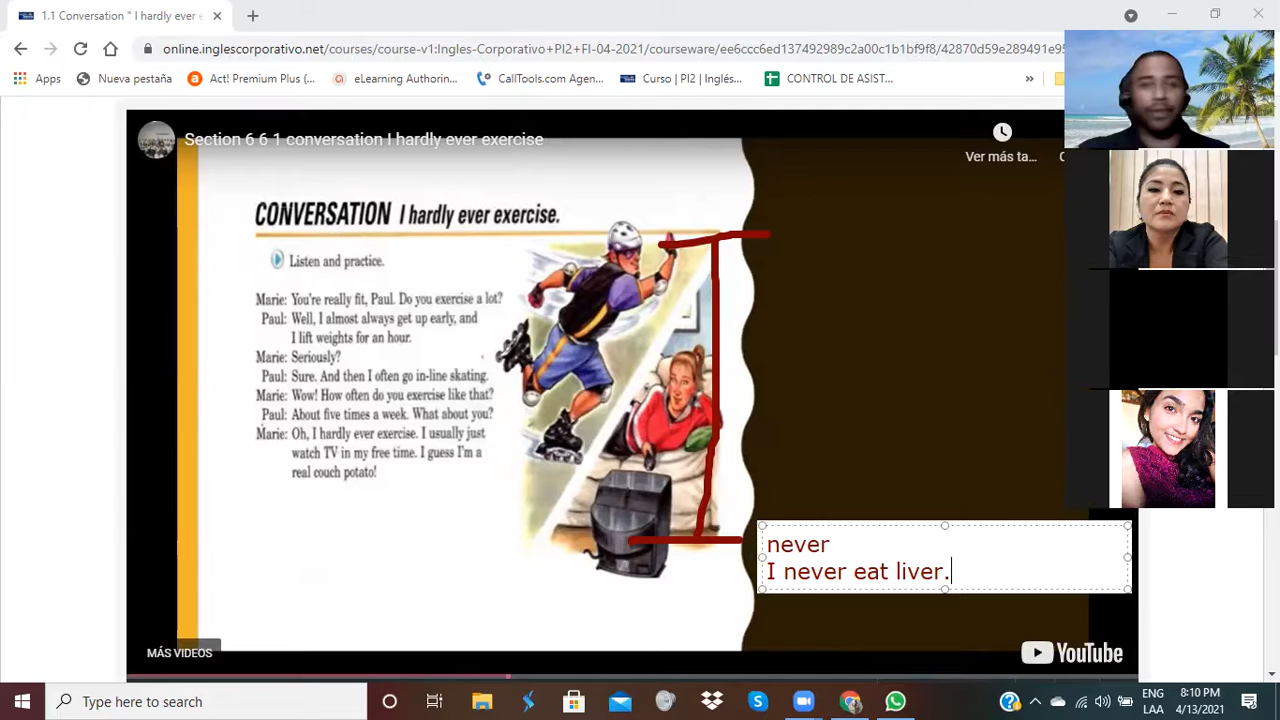 1.1 Conversation " I hardly ever e
online.inglescorporativo.net/courses/course-v1:Ingles-Corporativo+PI2+FI-04-2021/courseware/ee6ccc6ed137492989c2a00c1b1bf9f8/42870d59e289491e95
Apps
Nueva pestaña
Act! Premium Plus (...
eLearning Authorin...
CallTools.com Agen...
Curso | PI2 | Ingles...
CONTROL DE ASIST...
»
Section 6 6 1 conversation I hardly ever exercise
Ver más ta...
CONVERSATION I hardly ever exercise.
Listen and practice.
Marie: You're really fit, Paul. Do you exercise a lot?
Paul: Well, I almost always get up early, and
I lift weights for an hour.
Marie: Seriously?
Paul: Sure. And then I often go in-line skating.
Marie: Wow! How often do you exercise like that?
Paul: About five times a week. What about you?
Marie: Oh, I hardly ever exercise. I usually just
watch TV in my free time. I guess I'm a
real couch potato!
never
I never eat liver.
MÁS VIDEOS
YouTube
Type here to search
ENG
LAA
8:10 PM
4/13/2021